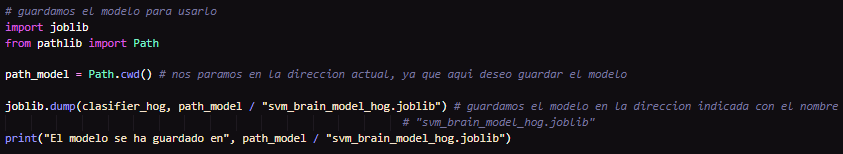 # guardamos el modelo para usarlo
import joblib
from pathlib import Path
path_model = Path.cwd() # nos paramos en la direccion actual, ya que aqui deseo guardar el modelo
joblib.dump(clasifier_hog, path_model / "svm_brain_model_hog.joblib") # guardamos el modelo en la direccion indicada con el nombre
# "svm_brain_model_hog.joblib"
print("El modelo se ha guardado en", path_model / "svm_brain_model_hog.joblib")